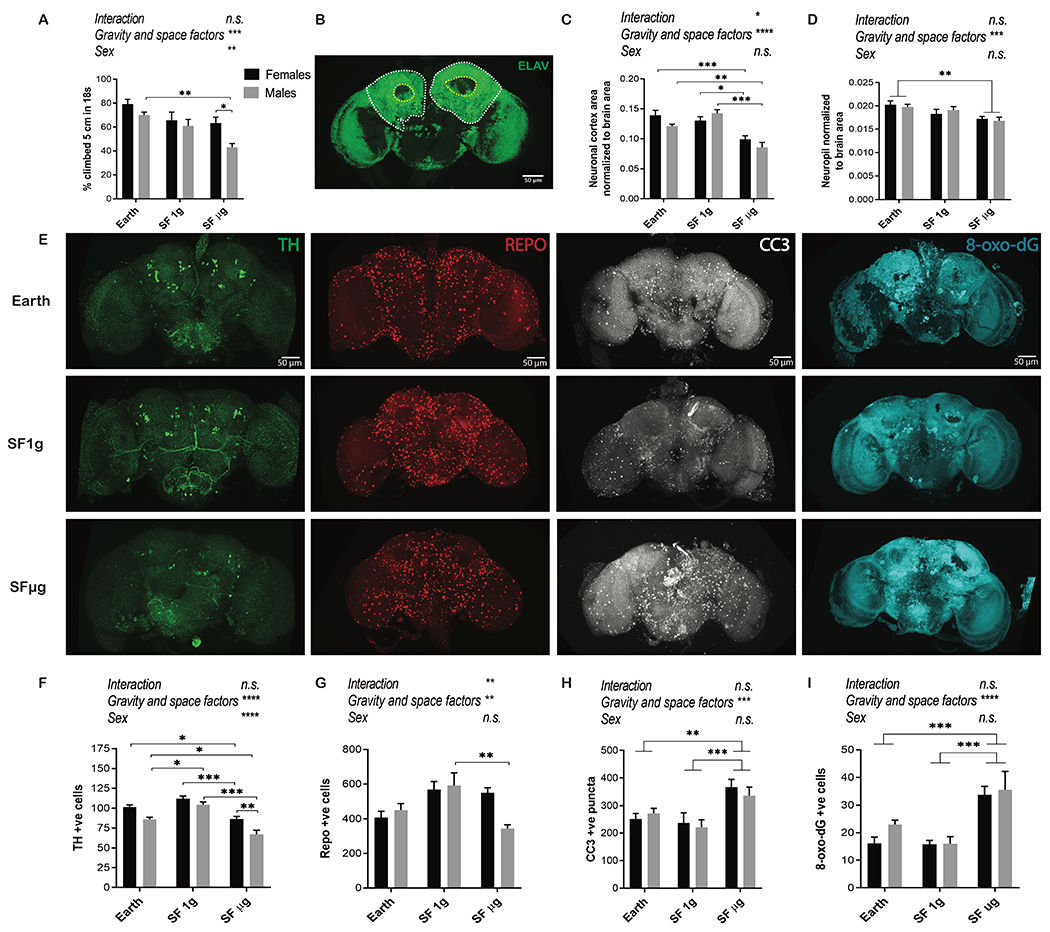 A
Interaction n.s.
Gravity and space factors ***
Sex **
% climbed 5 cm in 18s
100
80
60
40
20
0
** 
*
Earth
SF 1g
SF µg
Females
Males
B
ELAV
50 µm
C
Interaction *
Gravity and space factors ****
Sex n.s.
Neuronal cortex area
normalized to brain area
0.20
0.15
0.10
0.05
0.00
***
**
*
***
Earth
SF 1g
SF µg
D
Interaction n.s.
Gravity and space factors ***
Sex n.s.
Neuropil normalized
to brain area
0.025
0.020
0.015
0.010
0.005
0.000
**
Earth
SF 1g
SF µg
E
TH
REPO
CC3
8-oxo-dG
Earth
50 µm
50 µm
50 µm
50 µm
SF1g
SFµg
F
Interaction n.s.
Gravity and space factors ****
Sex ****
TH +ve cells
175
150
125
100
75
50
25
0
*
*
*
***
***
**
Earth
SF 1g
SF µg
G
Interaction **
Gravity and space factors **
Sex n.s.
Repo +ve cells
800
600
400
200
0
**
Earth
SF 1g
SF µg
H
Interaction n.s.
Gravity and space factors ***
Sex n.s.
CC3 +ve puncta
600
500
400
300
200
100
0
**
***
Earth
SF 1g
SF µg
I
Interaction n.s.
Gravity and space factors ****
Sex n.s.
8-oxo-dG +ve cells
50
40
30
20
10
0
***
***
Earth
SF 1g
SF ug